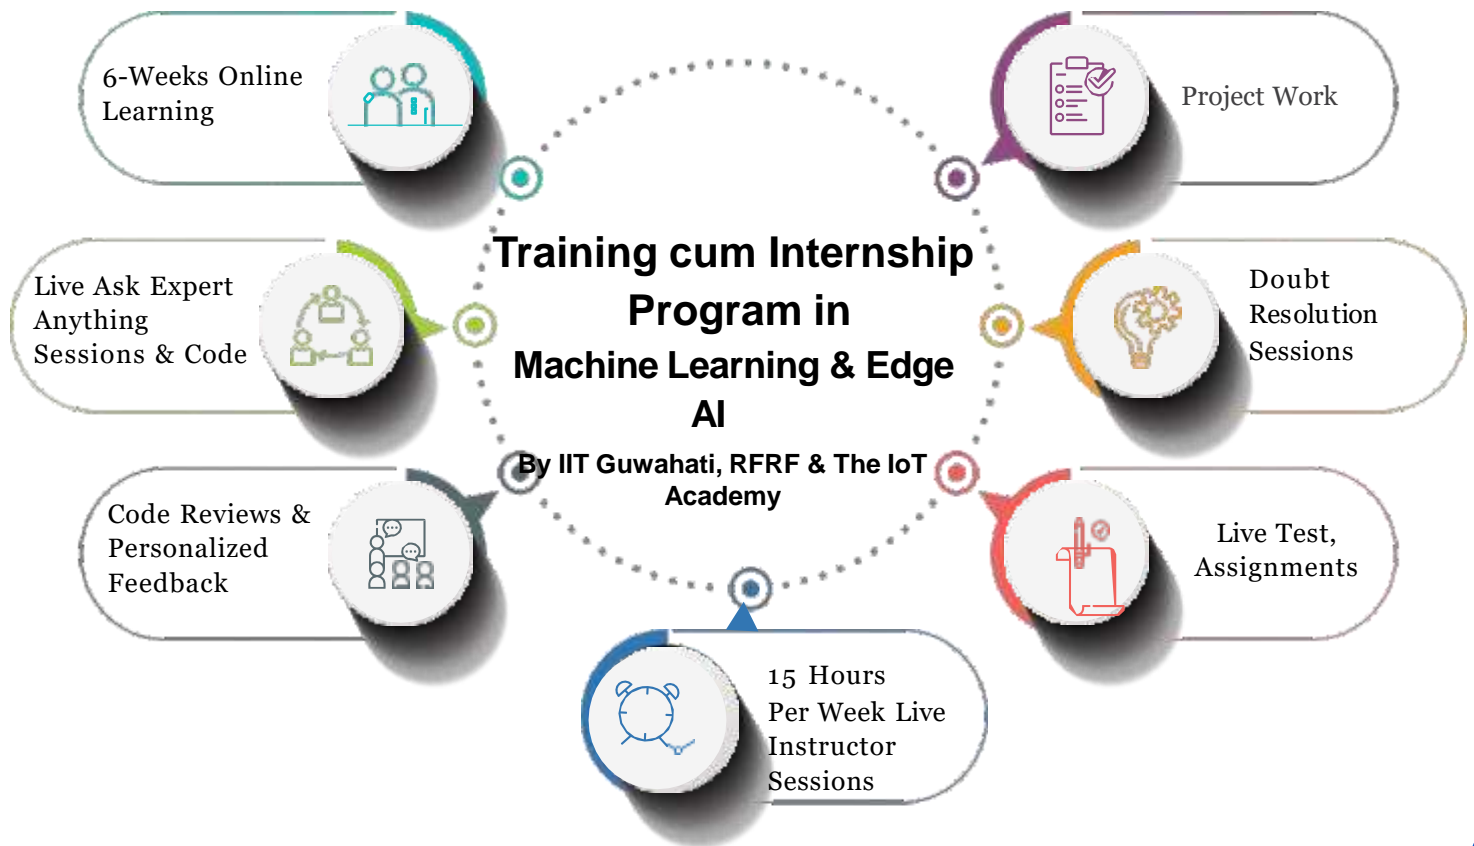 6-Weeks Online
Learning
Project Work
Training cum Internship
Program in
Machine Learning & Edge
AI
By IIT Guwahati, RFRF & The IoT
Academy
Live Ask Expert
Anything
Sessions & Code
Doubt
Resolution
Sessions
Code Reviews &
Personalized
Feedback
Live Test,
Assignments
15 Hours
Per Week Live
Instructor
Sessions